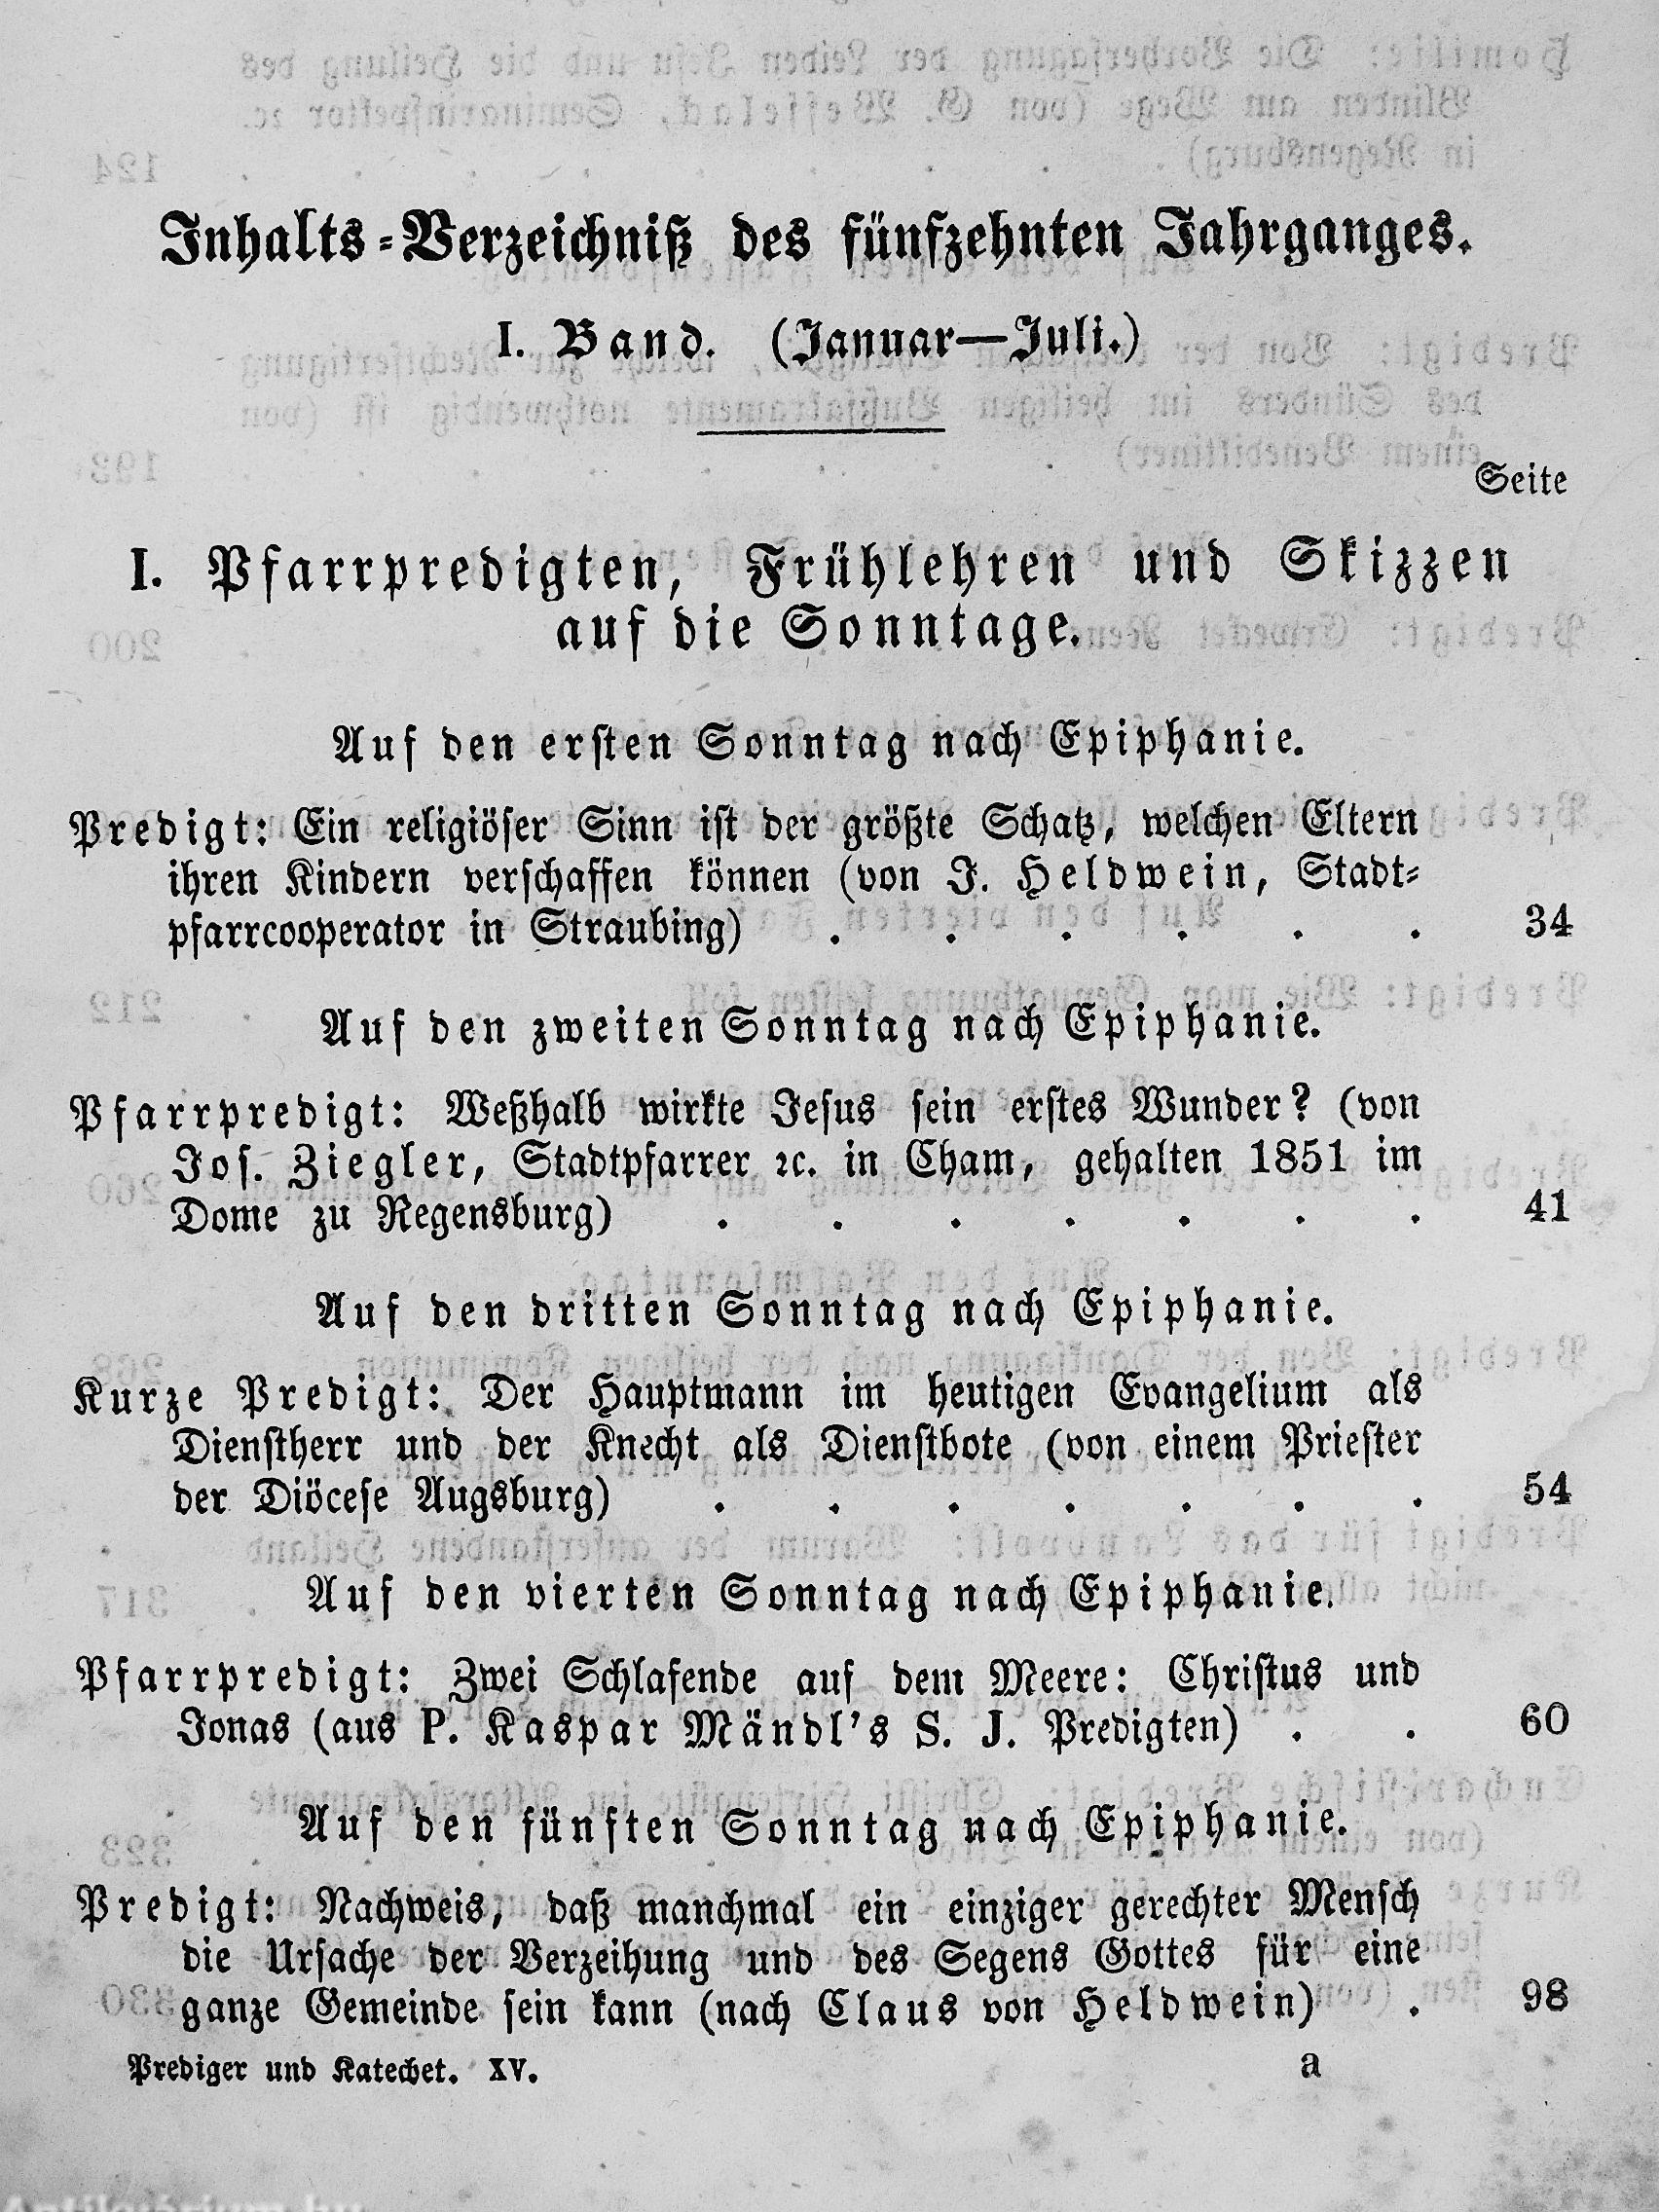 Inhalts-Verzeichniß des fünfzehnten Jahrganges.
I. Band. (Januar—Juli.)
Seite
I. Pfarrpredigten, Frühlehren und Skizzen
auf die Sonntage.
Auf den ersten Sonntag nach Epiphanie.
Predigt: Ein religiöser Sinn ist der größte Schatz, welchen Eltern
ihren Kindern verschaffen können (von J. Heldwein, Stadt-
pfarrcooperator in Straubing) . . . . . . 34
Auf den zweiten Sonntag nach Epiphanie.
Pfarrpredigt: Weßhalb wirkte Jesus sein erstes Wunder? (von
Jos. Ziegler, Stadtpfarrer ꝛc. in Cham, gehalten 1851 im
Dome zu Regensburg) . . . . . . . 41
Auf den dritten Sonntag nach Epiphanie.
Kurze Predigt: Der Hauptmann im heutigen Evangelium als
Dienstherr und der Knecht als Dienstbote (von einem Priester
der Diöcese Augsburg) . . . . . . . 54
Auf den vierten Sonntag nach Epiphanie.
Pfarrpredigt: Zwei Schlafende auf dem Meere: Christus und
Jonas (aus P. Kaspar Mändl's S. J. Predigten) . . 60
Auf den fünften Sonntag nach Epiphanie.
Predigt: Nachweis, daß manchmal ein einziger gerechter Mensch
die Ursache der Verzeihung und des Segens Gottes für eine
ganze Gemeinde sein kann (nach Claus von Heldwein) . 98
Prediger und Katechet. XV. a